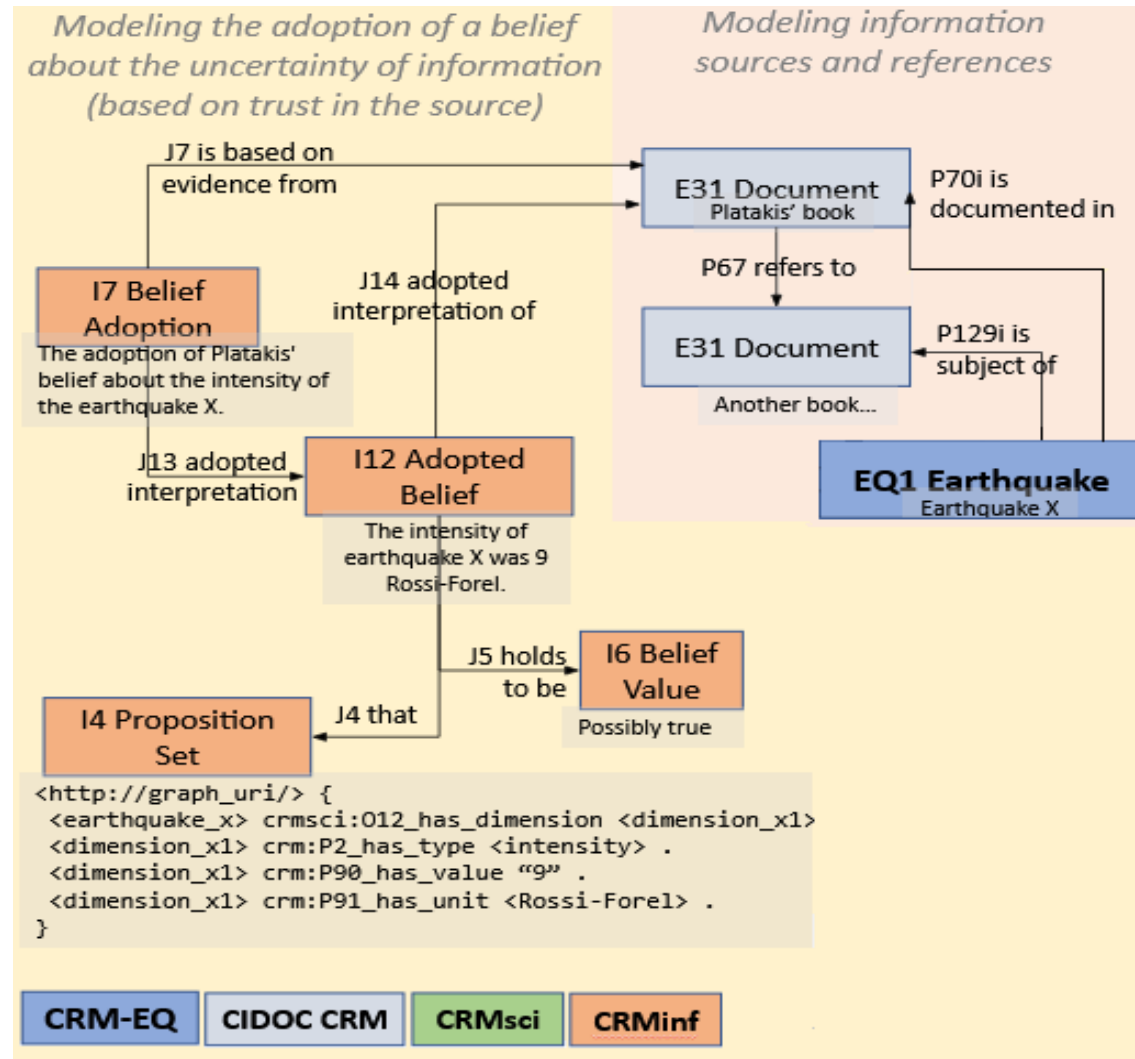 Modeling the adoption of a belief
about the uncertainty of information
(based on trust in the source)
Modeling information
sources and references
J7 is based on
evidence from
E31 Document
Platakis' book
P70i is
documented in
P67 refers to
J14 adopted
interpretation of
I7 Belief
Adoption
The adoption of Platakis'
belief about the intensity of
the earthquake X.
E31 Document
Another book...
P129i is
subject of
J13 adopted
interpretation
I12 Adopted
Belief
The intensity of
earthquake X was 9
Rossi-Forel.
EQ1 Earthquake
Earthquake X
J5 holds
to be
I6 Belief
Value
Possibly true
I4 Proposition
Set
J4 that
<http://graph_uri/> {
<earthquake_x> crmsci:O12_has_dimension <dimension_x1>
<dimension_x1> crm:P2_has_type <intensity> .
<dimension_x1> crm:P90_has_value “9” .
<dimension_x1> crm:P91_has_unit <Rossi-Forel> .
}
CRM-EQ
CIDOC CRM
CRMsci
CRMinf